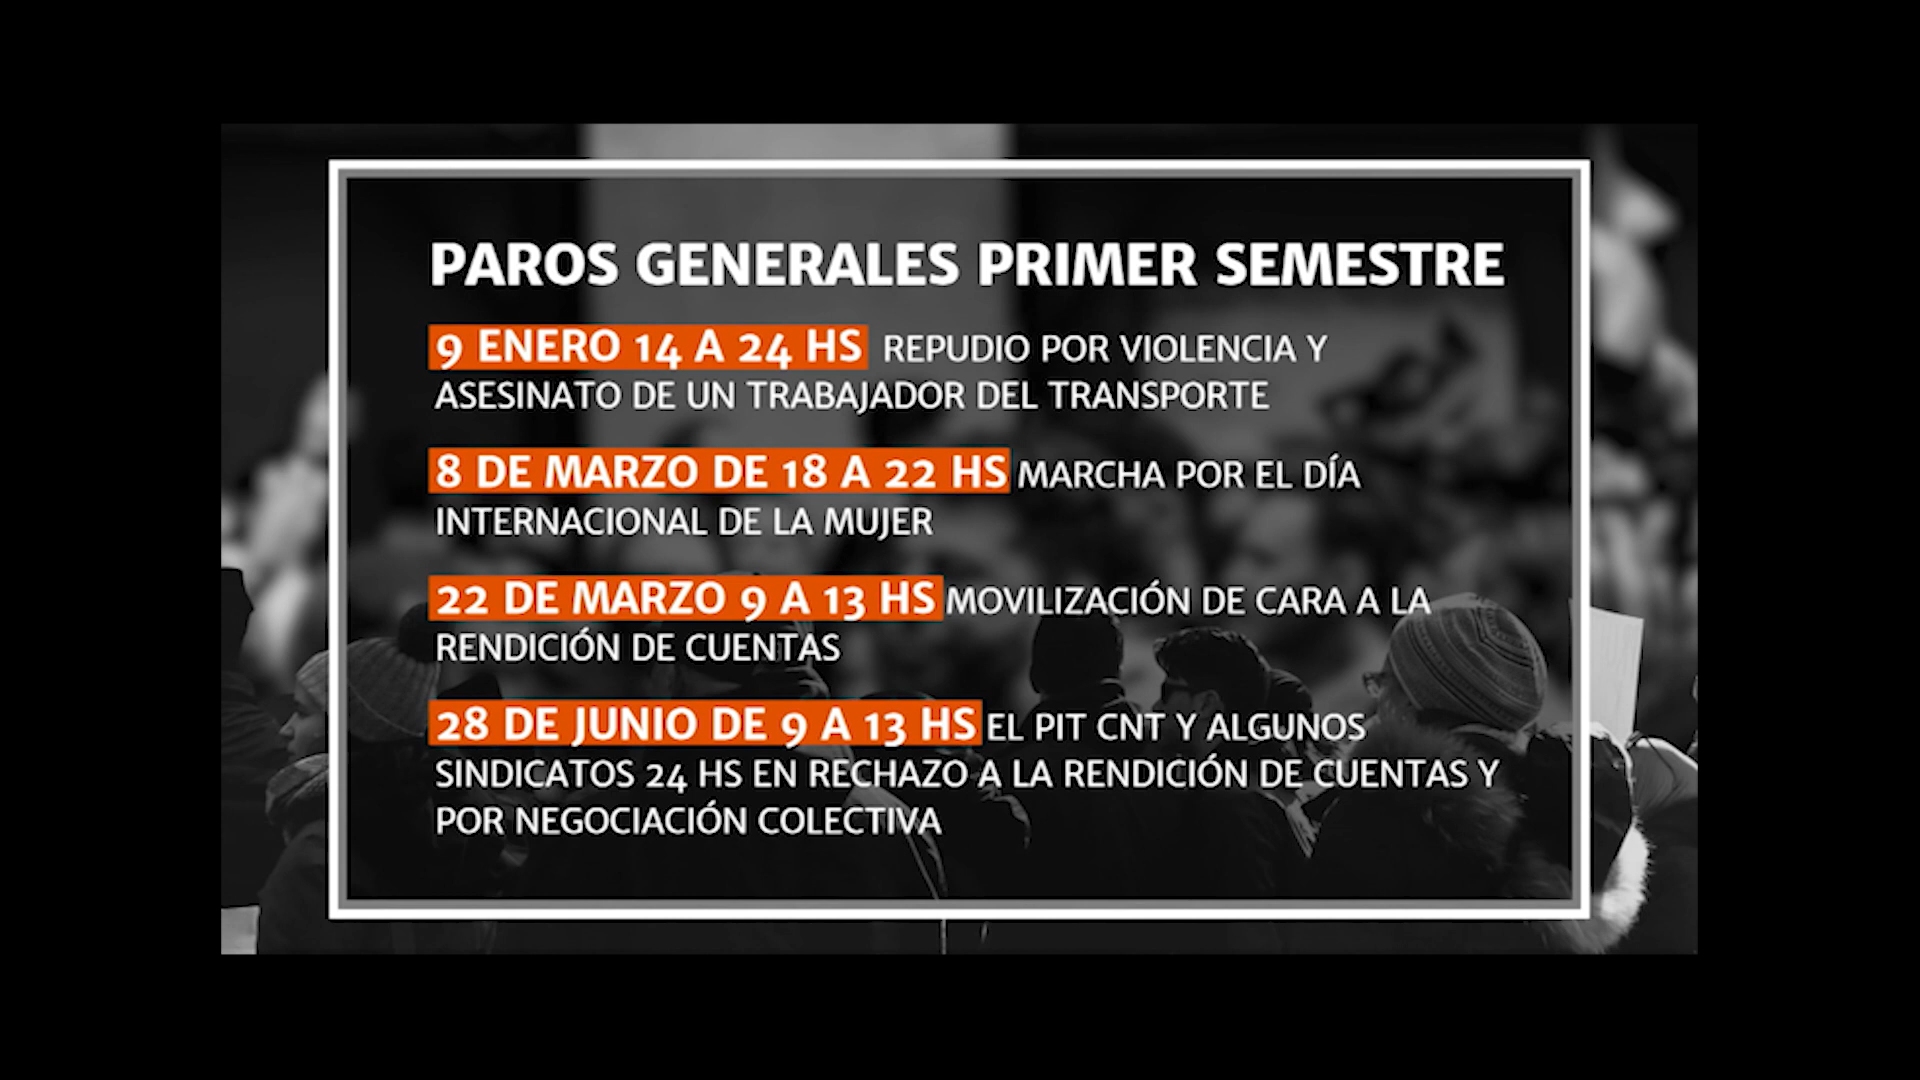 PAROS GENERALES PRIMER SEMESTRE
9 ENERO 14 A 24 HS REPUDIO POR VIOLENCIA Y
ASESINATO DE UN TRABAJADOR DEL TRANSPORTE
8 DE MARZO DE 18 A 22 HS MARCHA POR EL DÍA
INTERNACIONAL DE LA MUJER
22 DE MARZO 9 A 13 HS MOVILIZACIÓN DE CARA A LA
RENDICIÓN DE CUENTAS
28 DE JUNIO DE 9 A 13 HS EL PIT CNT Y ALGUNOS
SINDICATOS 24 HS EN RECHAZO A LA RENDICIÓN DE CUENTAS Y
POR NEGOCIACIÓN COLECTIVA